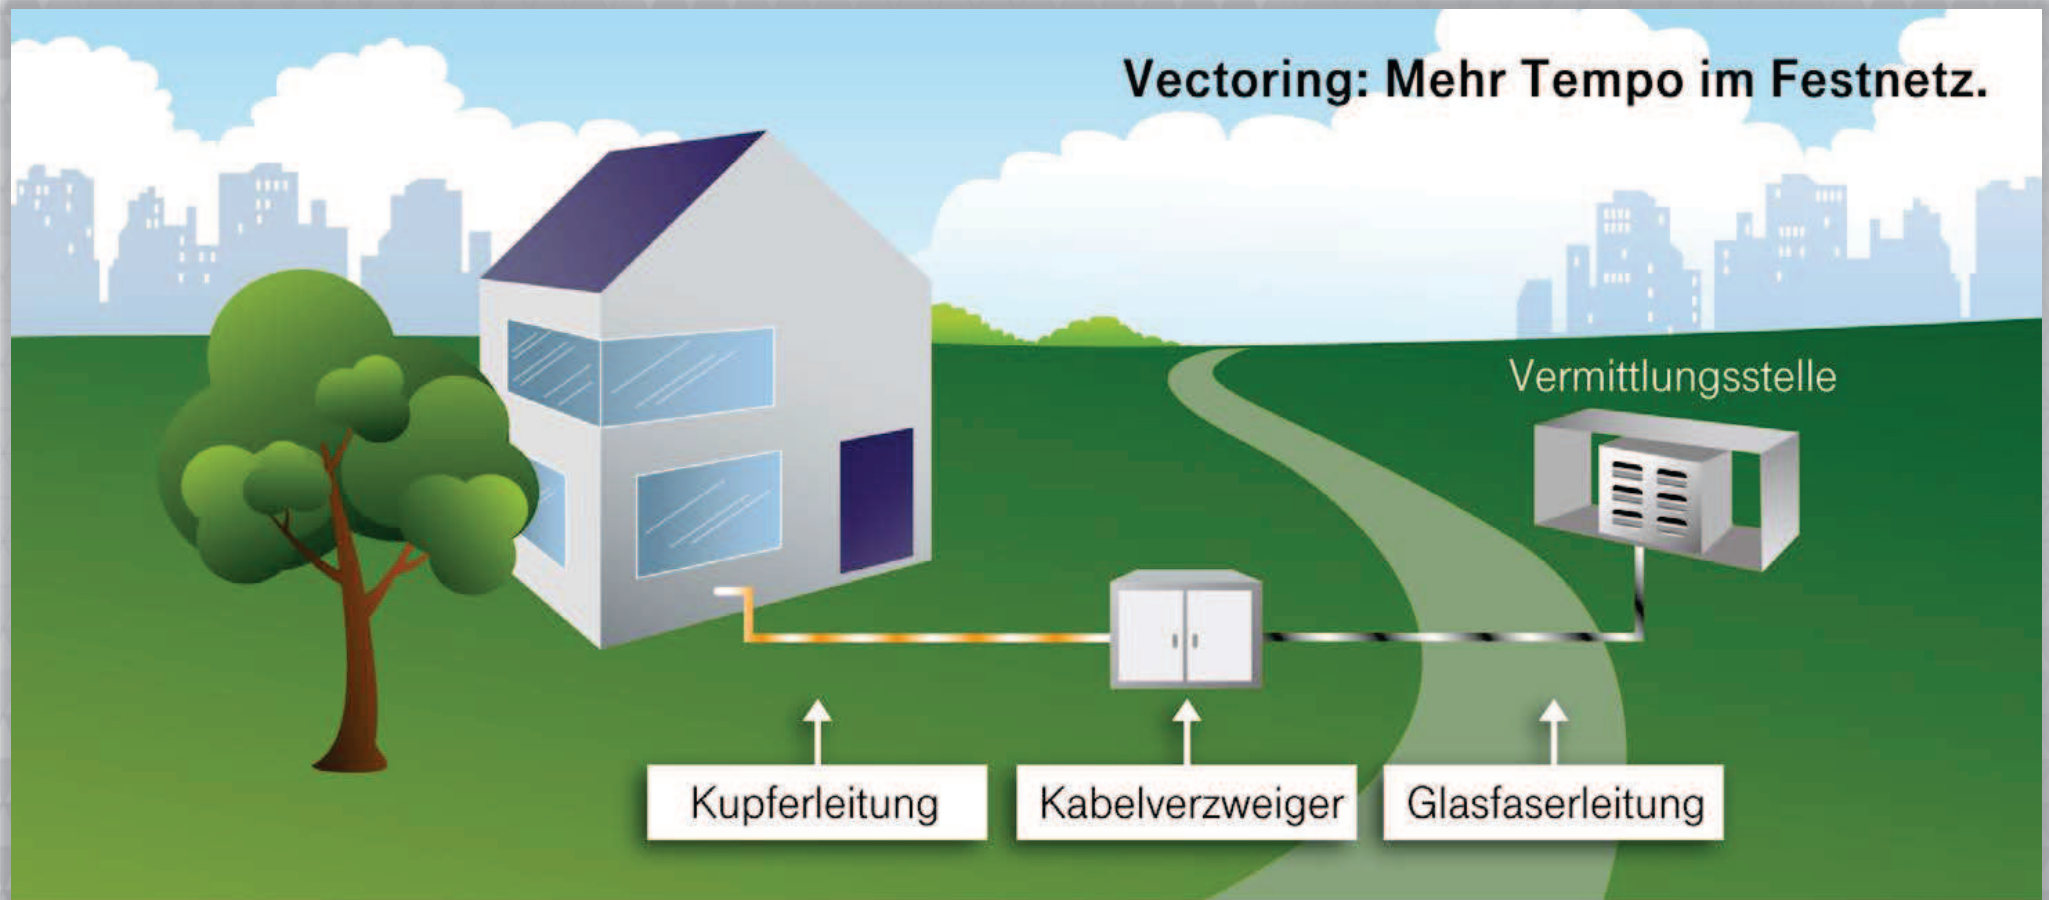 Vectoring: Mehr Tempo im Festnetz.
Vermittlungsstelle
Kupferleitung
Kabelverzweiger
Glasfaserleitung